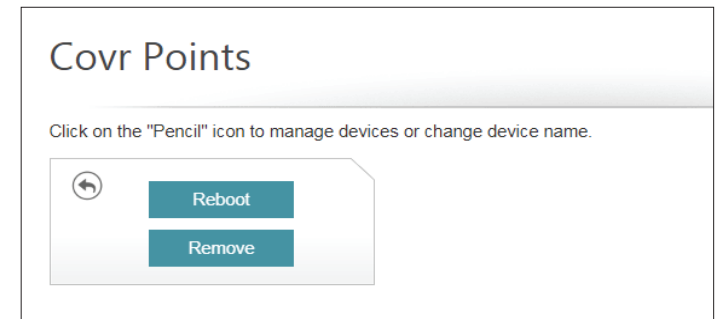 Covr Points
Click on the "Pencil" icon to manage devices or change device name.
Reboot
Remove